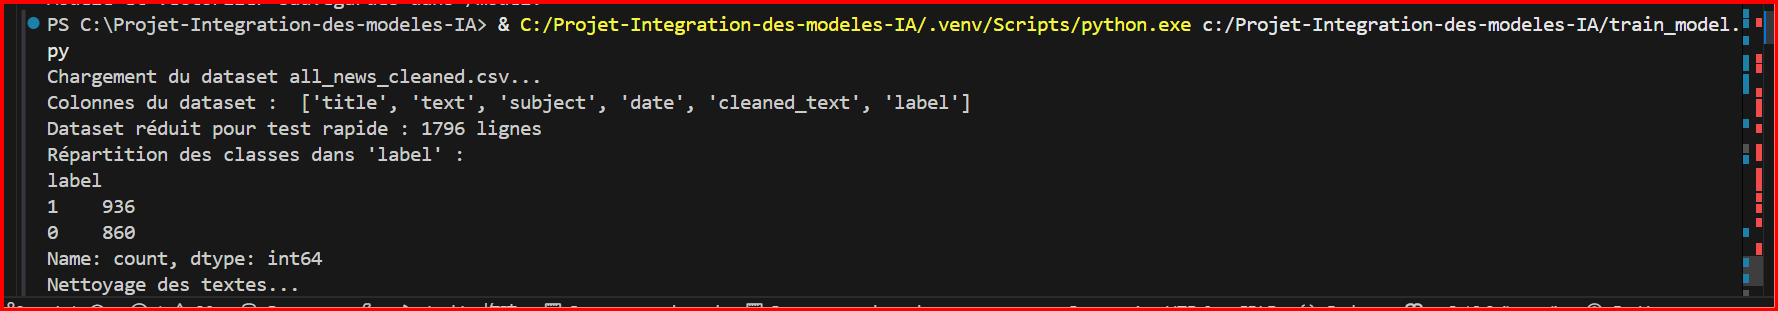 PS C:\Projet-Integration-des-modeles-IA> & C:/Projet-Integration-des-modeles-IA/.venv/Scripts/python.exe c:/Projet-Integration-des-modeles-IA/train_model.
py
Chargement du dataset all_news_cleaned.csv...
Colonnes du dataset :  ['title', 'text', 'subject', 'date', 'cleaned_text', 'label']
Dataset réduit pour test rapide : 1796 lignes
Répartition des classes dans 'label' :
label
1    936
0    860
Name: count, dtype: int64
Nettoyage des textes...